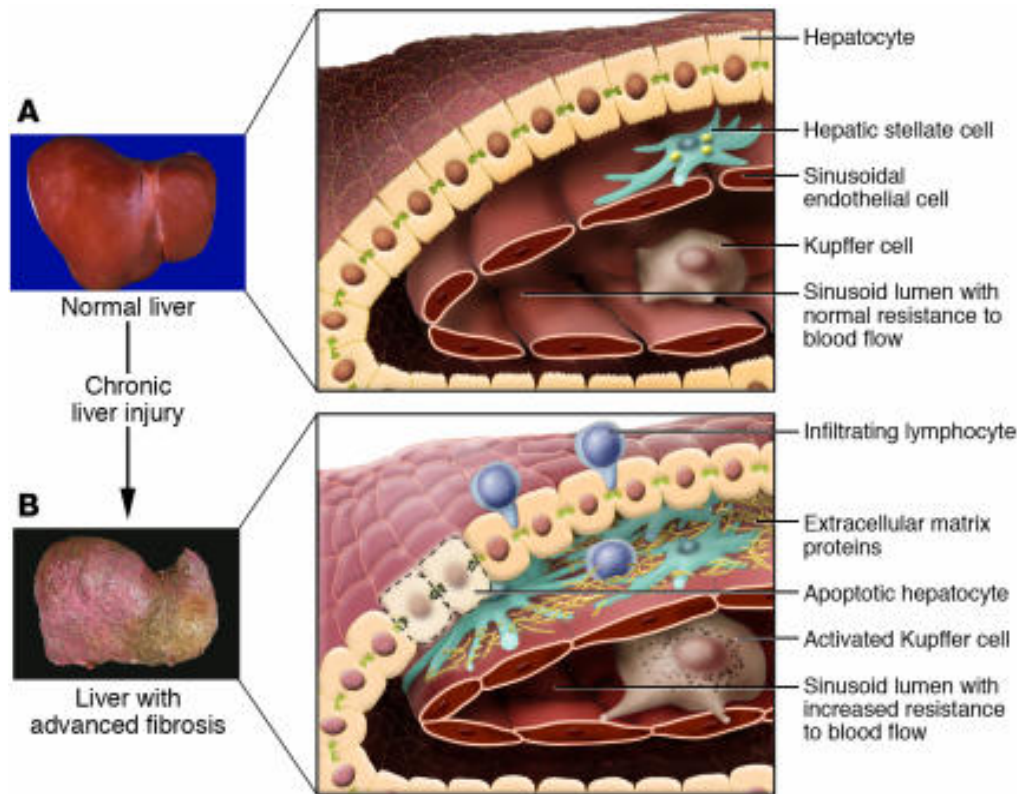 A
Normal liver
Chronic
liver injury
B
Liver with
advanced fibrosis
Hepatocyte
Hepatic stellate cell
Sinusoidal
endothelial cell
Kupffer cell
Sinusoid lumen with
normal resistance to
blood flow
Infiltrating lymphocyte
Extracellular matrix
proteins
Apoptotic hepatocyte
Activated Kupffer cell
Sinusoid lumen with
increased resistance
to blood flow